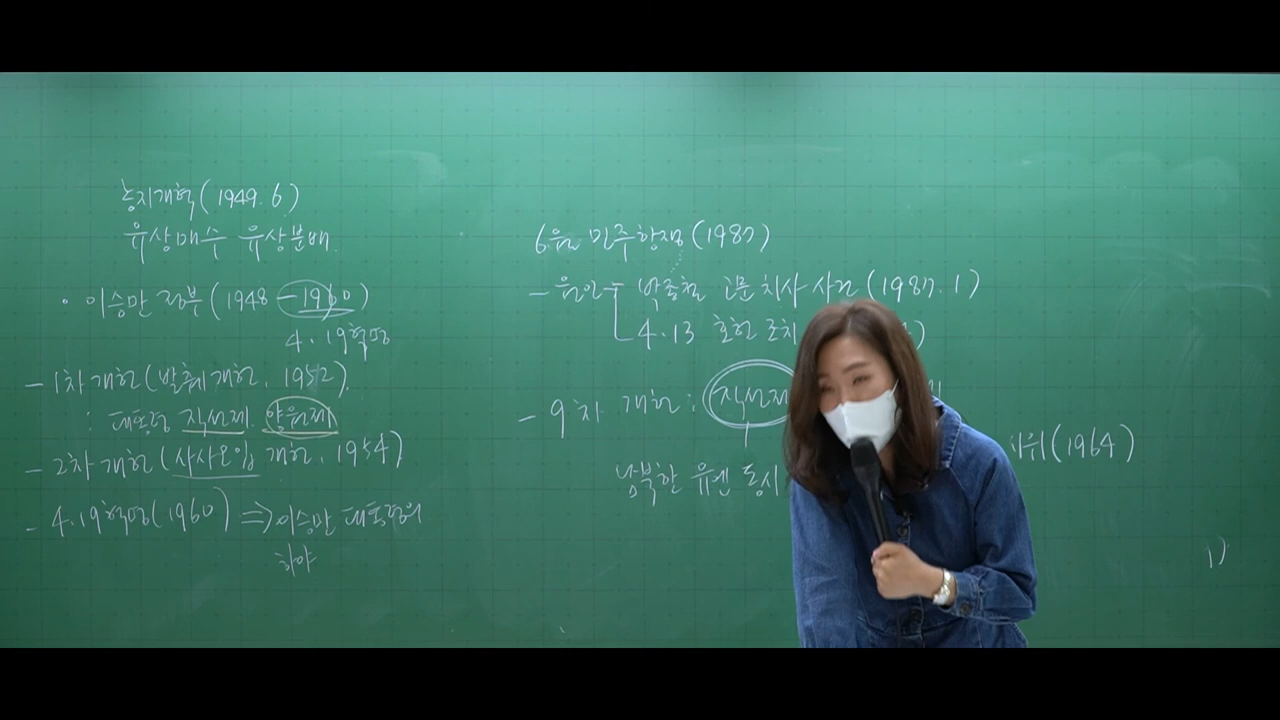 농지개혁(1949.6)
유상매수 유상분배
· 이승만 정부(1948-1960)
4.19혁명
- 1차 개헌(발췌개헌, 1952).
: 대통령 직선제. 양원제
- 2차 개헌(사사오입 개헌, 1954)
- 4.19혁명(1960) ⇒ 이승만 대통령의
하야
6월 민주항쟁(1987)
- 원인 박종철 고문치사 사건(1987.1)
4.13 호헌조치 )
- 9차 개헌: 직선제
남북한 유엔 동시
(1964)
1)